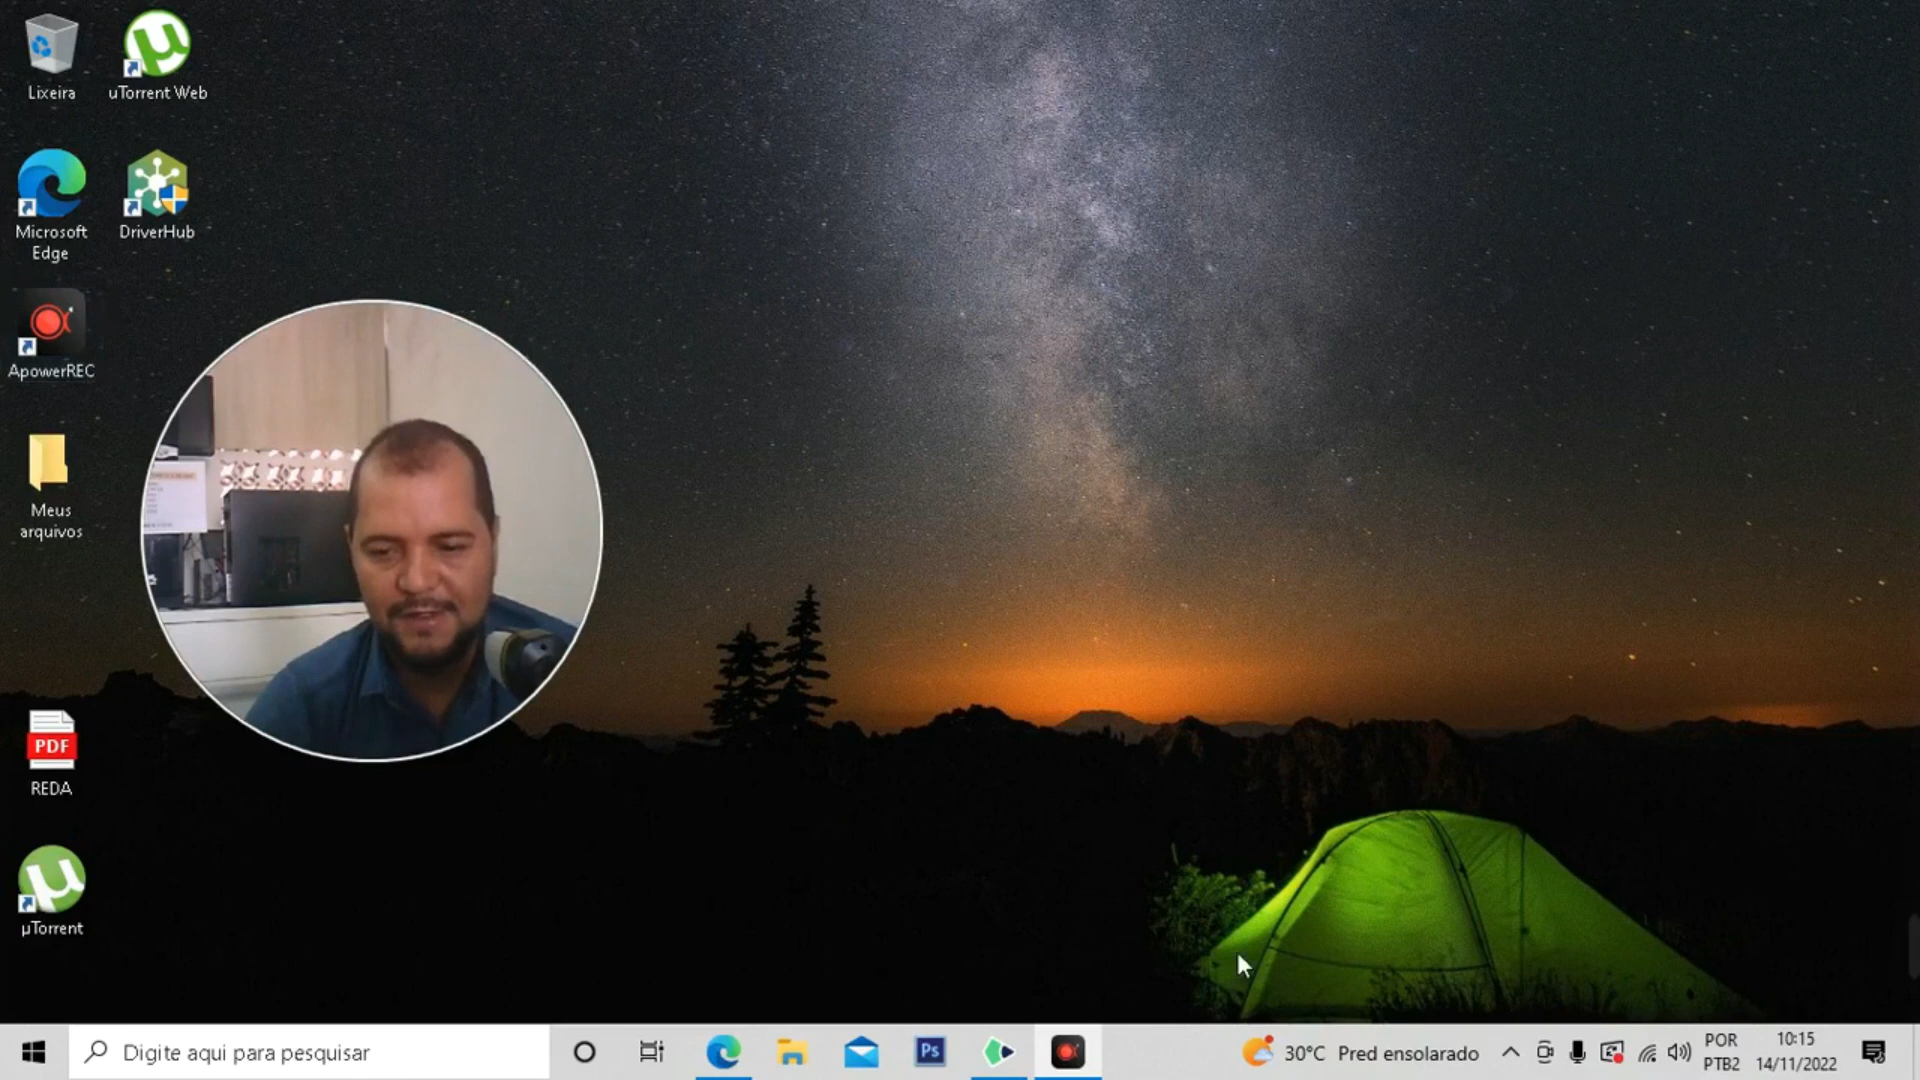 Lixeira
uTorrent Web
Microsoft
Edge
DriverHub
ApowerREC
Meus
arquivos
PDF
REDA
µTorrent
Digite aqui para pesquisar
Ps
30°C Pred ensolarado
POR
PTB2
10:15
14/11/2022